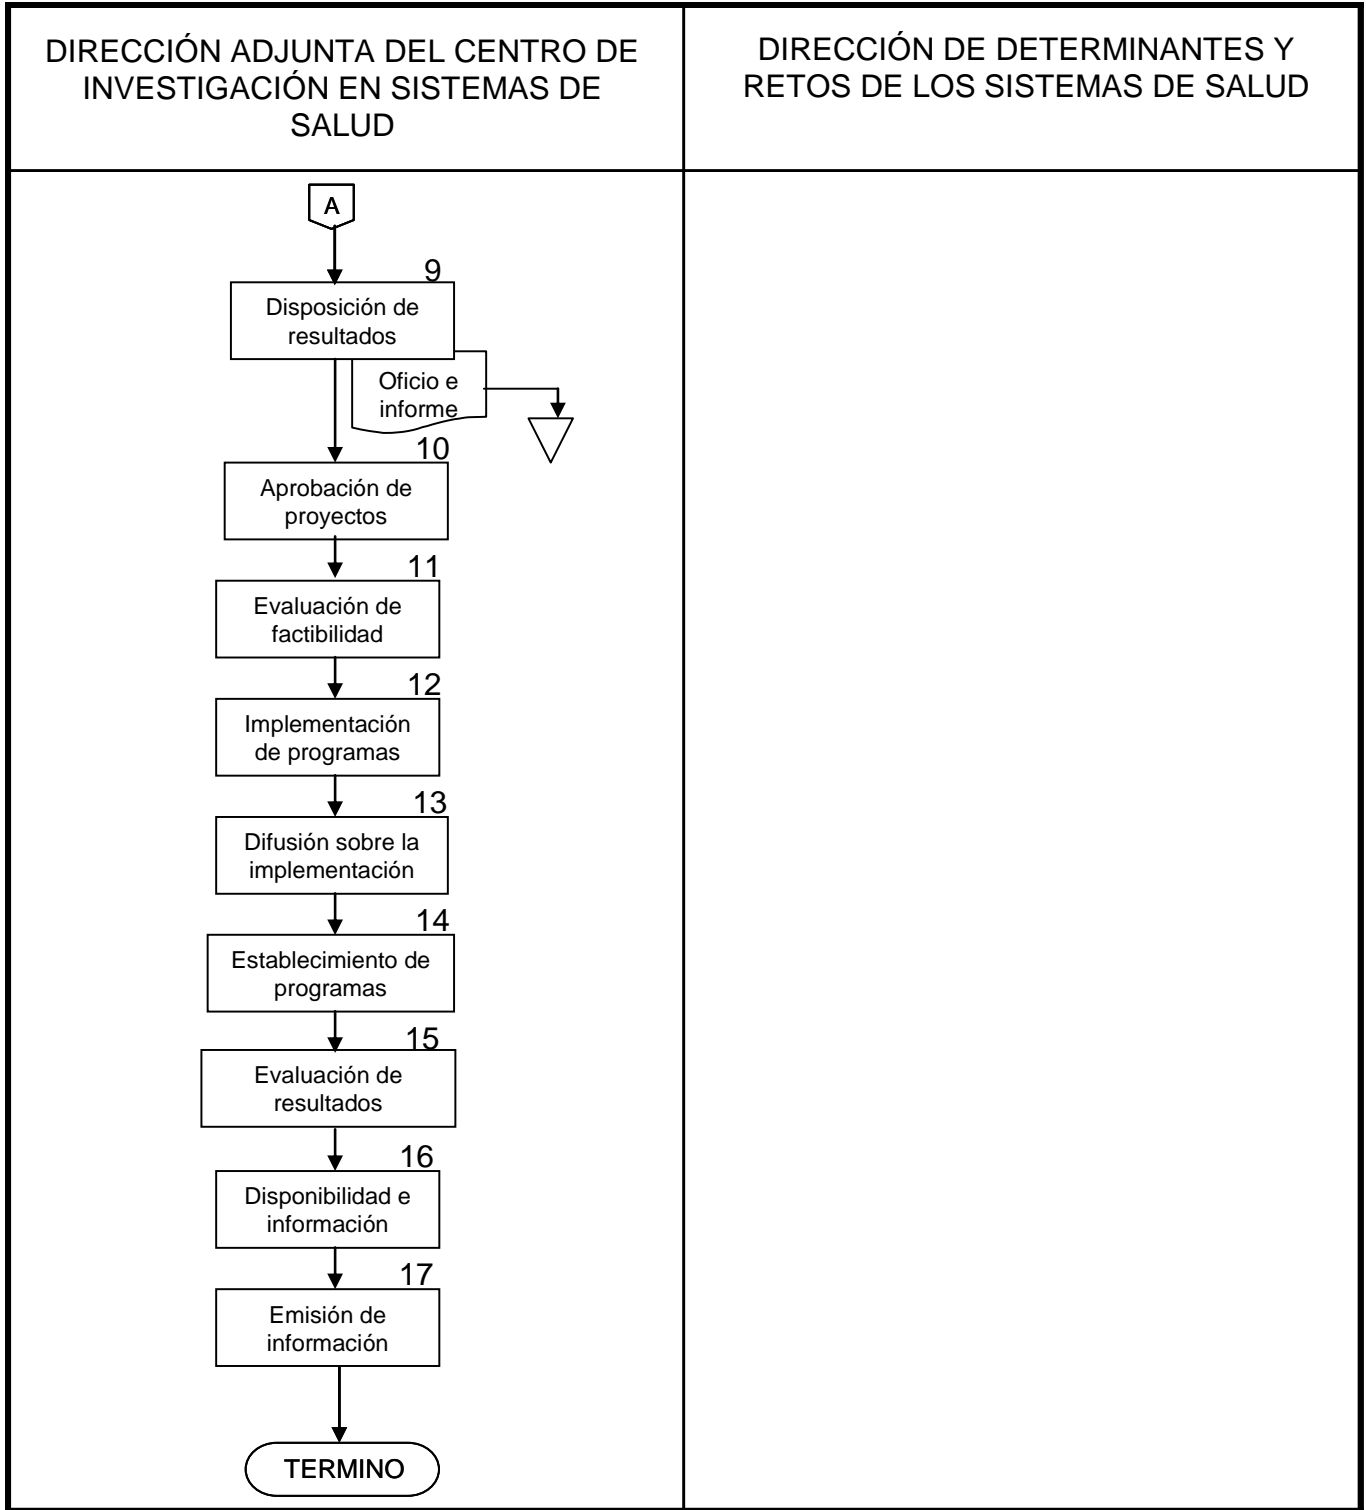 DIRECCIÓN ADJUNTA DEL CENTRO DE
INVESTIGACIÓN EN SISTEMAS DE
SALUD
DIRECCIÓN DE DETERMINANTES Y
RETOS DE LOS SISTEMAS DE SALUD
A
9
Disposición de
resultados
Oficio e
informe
10
Aprobación de
proyectos
11
Evaluación de
factibilidad
12
Implementación
de programas
13
Difusión sobre la
implementación
14
Establecimiento de
programas
15
Evaluación de
resultados
16
Disponibilidad e
información
17
Emisión de
información
TERMINO